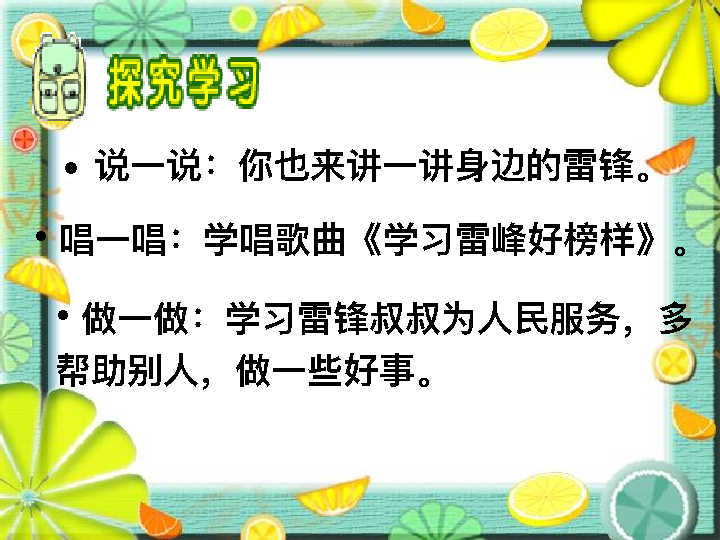 探究学习
• 说一说：你也来讲一讲身边的雷锋。
• 唱一唱：学唱歌曲《学习雷峰好榜样》。
• 做一做：学习雷锋叔叔为人民服务，多
帮助别人，做一些好事。